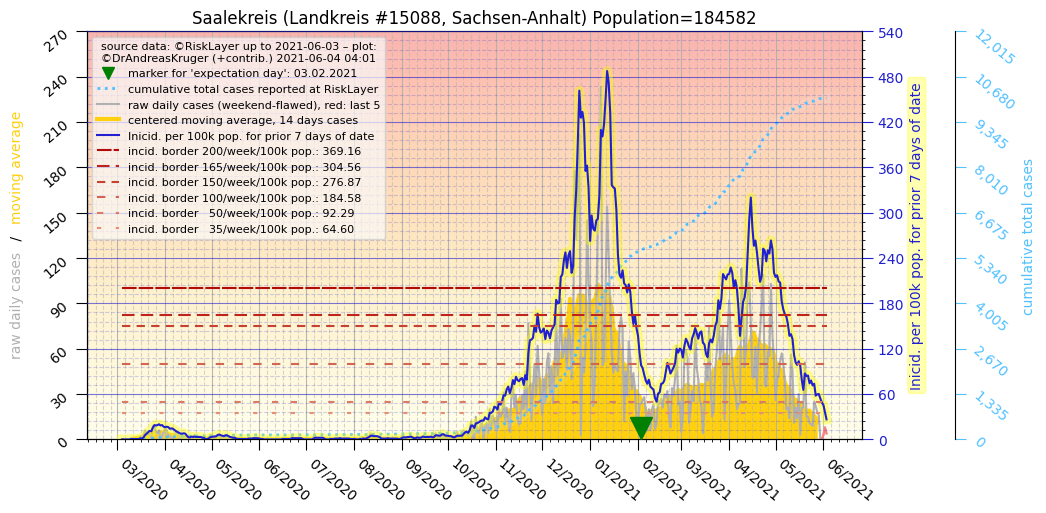 Saalekreis (Landkreis #15088, Sachsen-Anhalt) Population=184582
source data: ©RiskLayer up to 2021-06-03 – plot:
©DrAndreasKruger (+contrib.) 2021-06-04 04:01
marker for 'expectation day': 03.02.2021
cumulative total cases reported at RiskLayer
raw daily cases (weekend-flawed), red: last 5
centered moving average, 14 days cases
Inicid. per 100k pop. for prior 7 days of date
incid. border 200/week/100k pop.: 369.16
incid. border 165/week/100k pop.: 304.56
incid. border 150/week/100k pop.: 276.87
incid. border 100/week/100k pop.: 184.58
incid. border 50/week/100k pop.: 92.29
incid. border 35/week/100k pop.: 64.60
raw daily cases / moving average
270
240
210
180
150
120
90
60
30
0
03/2020
04/2020
05/2020
06/2020
07/2020
08/2020
09/2020
10/2020
11/2020
12/2020
01/2021
02/2021
03/2021
04/2021
05/2021
06/2021
540
480
420
360
300
240
180
120
60
0
Inicid. per 100k pop. for prior 7 days of date
12,015
10,680
9,345
8,010
6,675
5,340
4,005
2,670
1,335
0
cumulative total cases